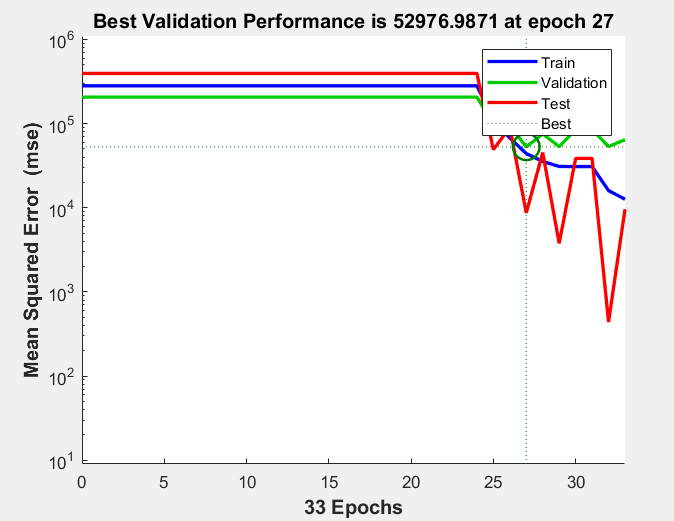 Best Validation Performance is 52976.9871 at epoch 27
Mean Squared Error (mse)
10^6
10^5
10^4
10^3
10^2
10^1
Train
Validation
Test
Best
0 5 10 15 20 25 30
33 Epochs